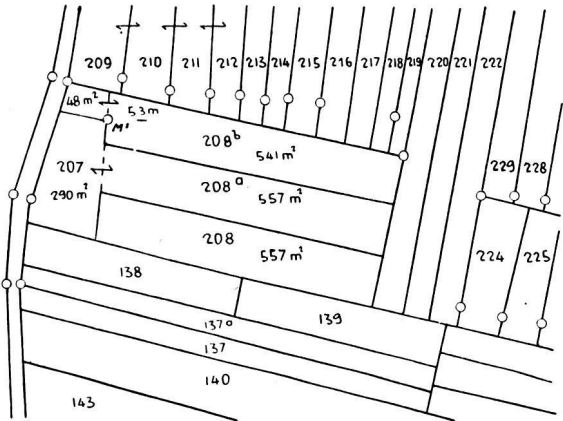 209 210 211 212 213 214 215 216 217 218 219 220 221 222
48 m² 53 m
M'
208ᵇ
541 m²
229 228
207
208ᵃ
290 m²
557 m²
208
557 m²
224 225
138
139
137ᵃ
137
140
143